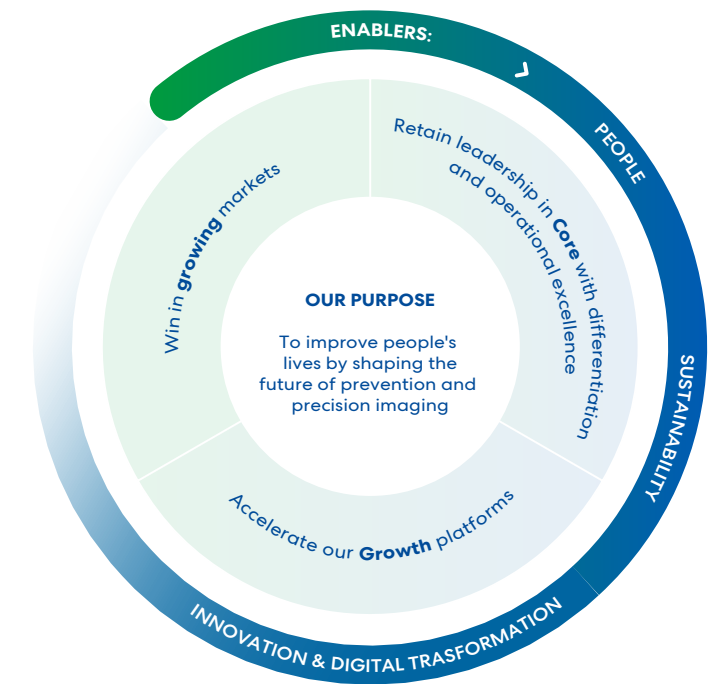 ENABLERS:
PEOPLE
SUSTAINABILITY
INNOVATION & DIGITAL TRASFORMATION
Retain leadership in Core with differentiation
and operational excellence
Accelerate our Growth platforms
Win in growing markets
OUR PURPOSE
To improve people's
lives by shaping the
future of prevention and
precision imaging